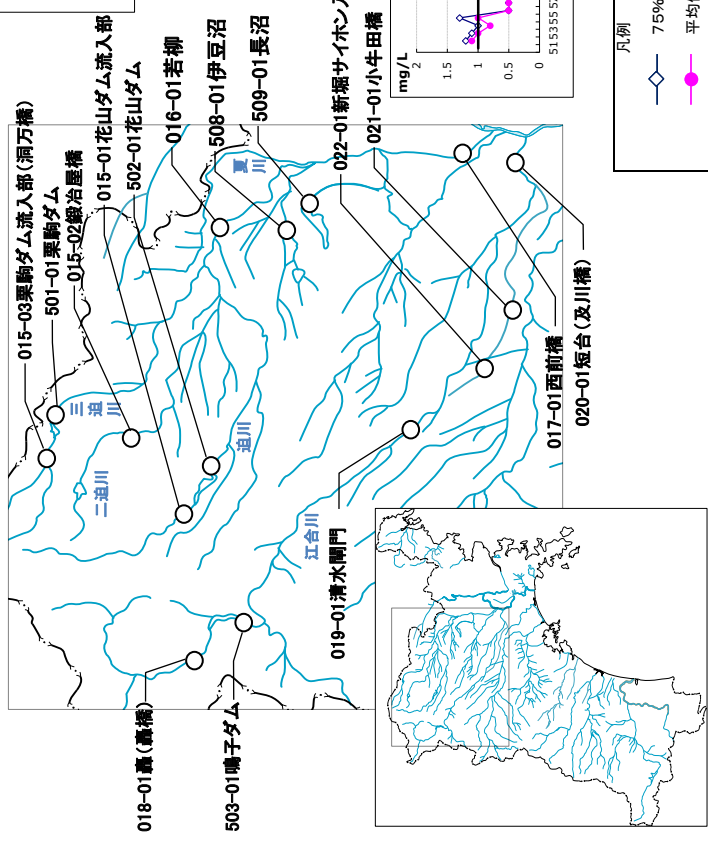 015-03栗駒ダム流入部(洞万橋)
501-01栗駒ダム
015-02鍛冶屋橋
015-01花山ダム流入部
502-01花山ダム
016-01若柳
508-01伊豆沼
509-01長沼
022-01新堀サイホン
021-01小牛田橋
017-01西前橋
020-01短台(及川橋)
019-01清水閘門
018-01轟(轟橋)
503-01鳴子ダム
三迫川
二迫川
迫川
夏川
江合川
mg/L
2
1.5
1
0.5
0
51 53 55
凡例
75%
平均